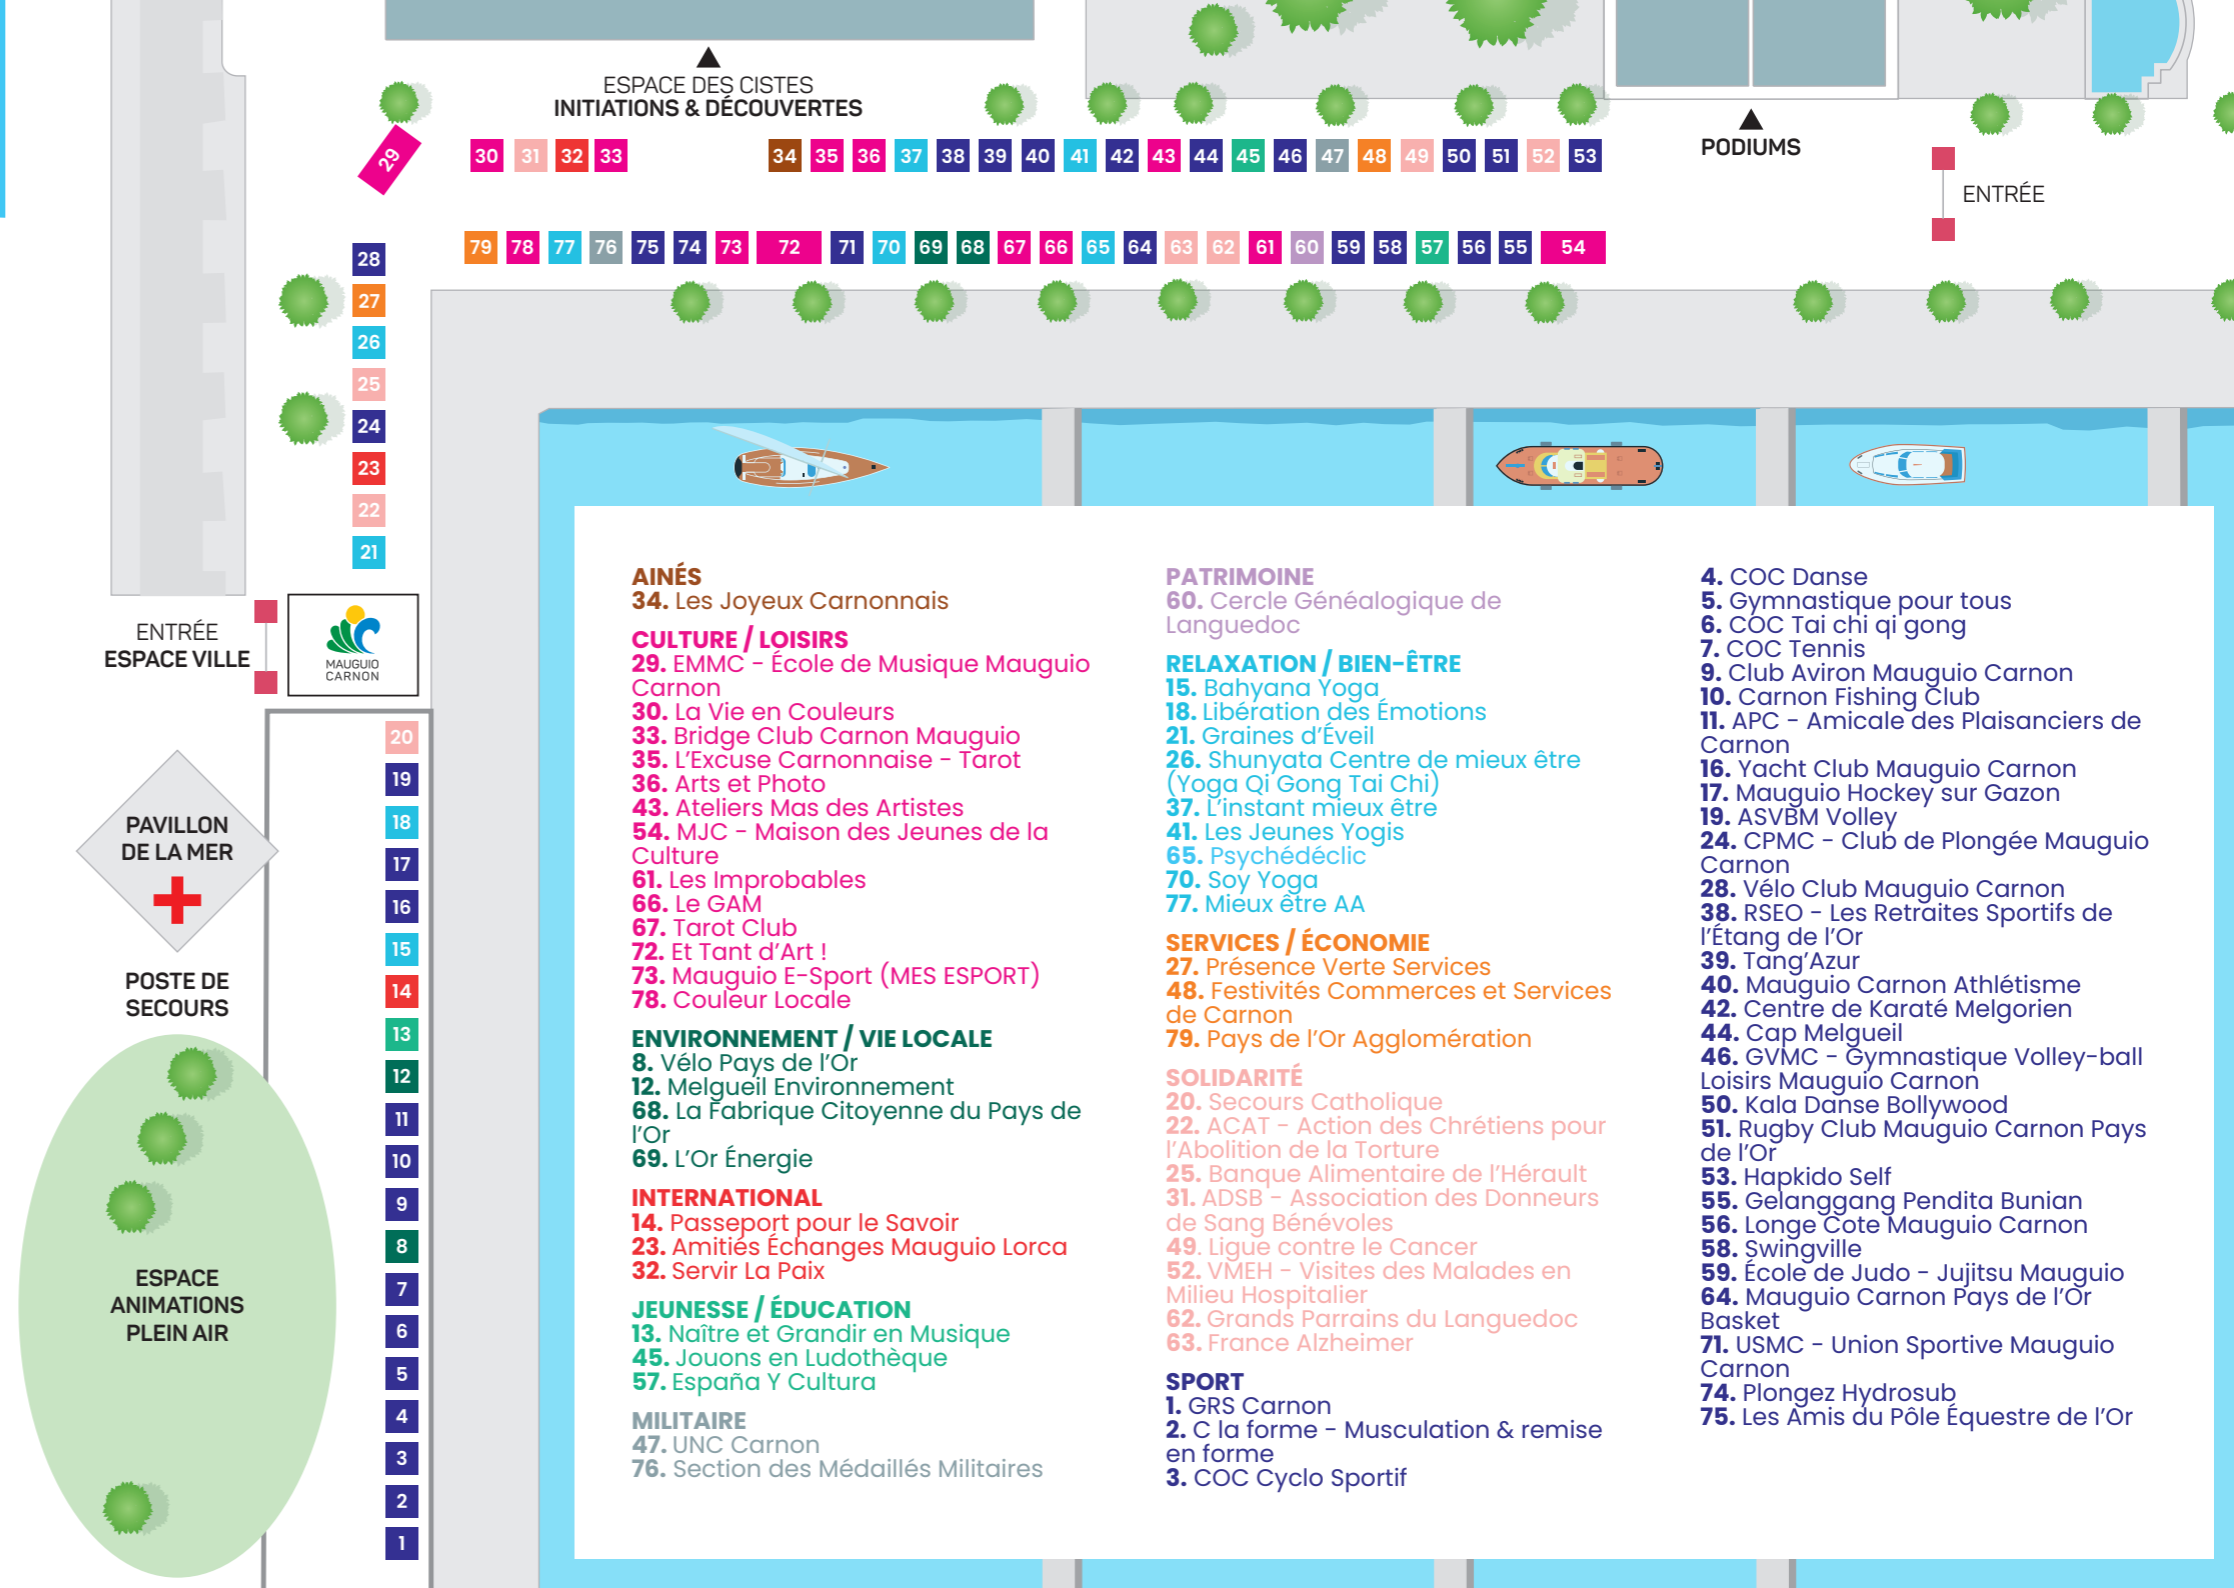 ESPACE DES CISTES
INITIATIONS & DÉCOUVERTES
PODIUMS
ENTRÉE
29
30 31 32 33 34 35 36 37 38 39 40 41 42 43 44 45 46 47 48 49 50 51 52 53
79 78 77 76 75 74 73 72 71 70 69 68 67 66 65 64 63 62 61 60 59 58 57 56 55 54
28
27
26
25
24
23
22
21
ENTRÉE
ESPACE VILLE
MAUGUIO
CARNON
PAVILLON
DE LA MER
POSTE DE
SECOURS
ESPACE
ANIMATIONS
PLEIN AIR
20
19
18
17
16
15
14
13
12
11
10
9
8
7
6
5
4
3
2
1
AINÉS
34. Les Joyeux Carnonnais
CULTURE / LOISIRS
29. EMMC - École de Musique Mauguio
Carnon
30. La Vie en Couleurs
33. Bridge Club Carnon Mauguio
35. L'Excuse Carnonnaise - Tarot
36. Arts et Photo
43. Ateliers Mas des Artistes
54. MJC - Maison des Jeunes de la
Culture
61. Les Improbables
66. Le GAM
67. Tarot Club
72. Et Tant d'Art !
73. Mauguio E-Sport (MES ESPORT)
78. Couleur Locale
ENVIRONNEMENT / VIE LOCALE
8. Vélo Pays de l'Or
12. Melgueil Environnement
68. La Fabrique Citoyenne du Pays de
l'Or
69. L'Or Énergie
INTERNATIONAL
14. Passeport pour le Savoir
23. Amitiés Échanges Mauguio Lorca
32. Servir La Paix
JEUNESSE / ÉDUCATION
13. Naître et Grandir en Musique
45. Jouons en Ludothèque
57. España Y Cultura
MILITAIRE
47. UNC Carnon
76. Section des Médaillés Militaires
PATRIMOINE
60. Cercle Généalogique de
Languedoc
RELAXATION / BIEN-ÊTRE
15. Bahyana Yoga
18. Libération des Émotions
21. Graines d'Éveil
26. Shunyata Centre de mieux être
(Yoga Qi Gong Tai Chi)
37. L'instant mieux être
41. Les Jeunes Yogis
65. Psychédéclic
70. Soy Yoga
77. Mieux être AA
SERVICES / ÉCONOMIE
27. Présence Verte Services
48. Festivités Commerces et Services
de Carnon
79. Pays de l'Or Agglomération
SOLIDARITÉ
20. Secours Catholique
22. ACAT - Action des Chrétiens pour
l'Abolition de la Torture
25. Banque Alimentaire de l'Hérault
31. ADSB - Association des Donneurs
de Sang Bénévoles
49. Ligue contre le Cancer
52. VMEH - Visites des Malades en
Milieu Hospitalier
62. Grands Parrains du Languedoc
63. France Alzheimer
SPORT
1. GRS Carnon
2. C la forme - Musculation & remise
en forme
3. COC Cyclo Sportif
4. COC Danse
5. Gymnastique pour tous
6. COC Tai chi qi gong
7. COC Tennis
9. Club Aviron Mauguio Carnon
10. Carnon Fishing Club
11. APC - Amicale des Plaisanciers de
Carnon
16. Yacht Club Mauguio Carnon
17. Mauguio Hockey sur Gazon
19. ASVBM Volley
24. CPMC - Club de Plongée Mauguio
Carnon
28. Vélo Club Mauguio Carnon
38. RSEO - Les Retraites Sportifs de
l'Étang de l'Or
39. Tang'Azur
40. Mauguio Carnon Athlétisme
42. Centre de Karaté Melgorien
44. Cap Melgueil
46. GVMC - Gymnastique Volley-ball
Loisirs Mauguio Carnon
50. Kala Danse Bollywood
51. Rugby Club Mauguio Carnon Pays
de l'Or
53. Hapkido Self
55. Gelanggang Pendita Bunian
56. Longe Cote Mauguio Carnon
58. Swingville
59. École de Judo - Jujitsu Mauguio
64. Mauguio Carnon Pays de l'Or
Basket
71. USMC - Union Sportive Mauguio
Carnon
74. Plongez Hydrosub
75. Les Amis du Pôle Équestre de l'Or